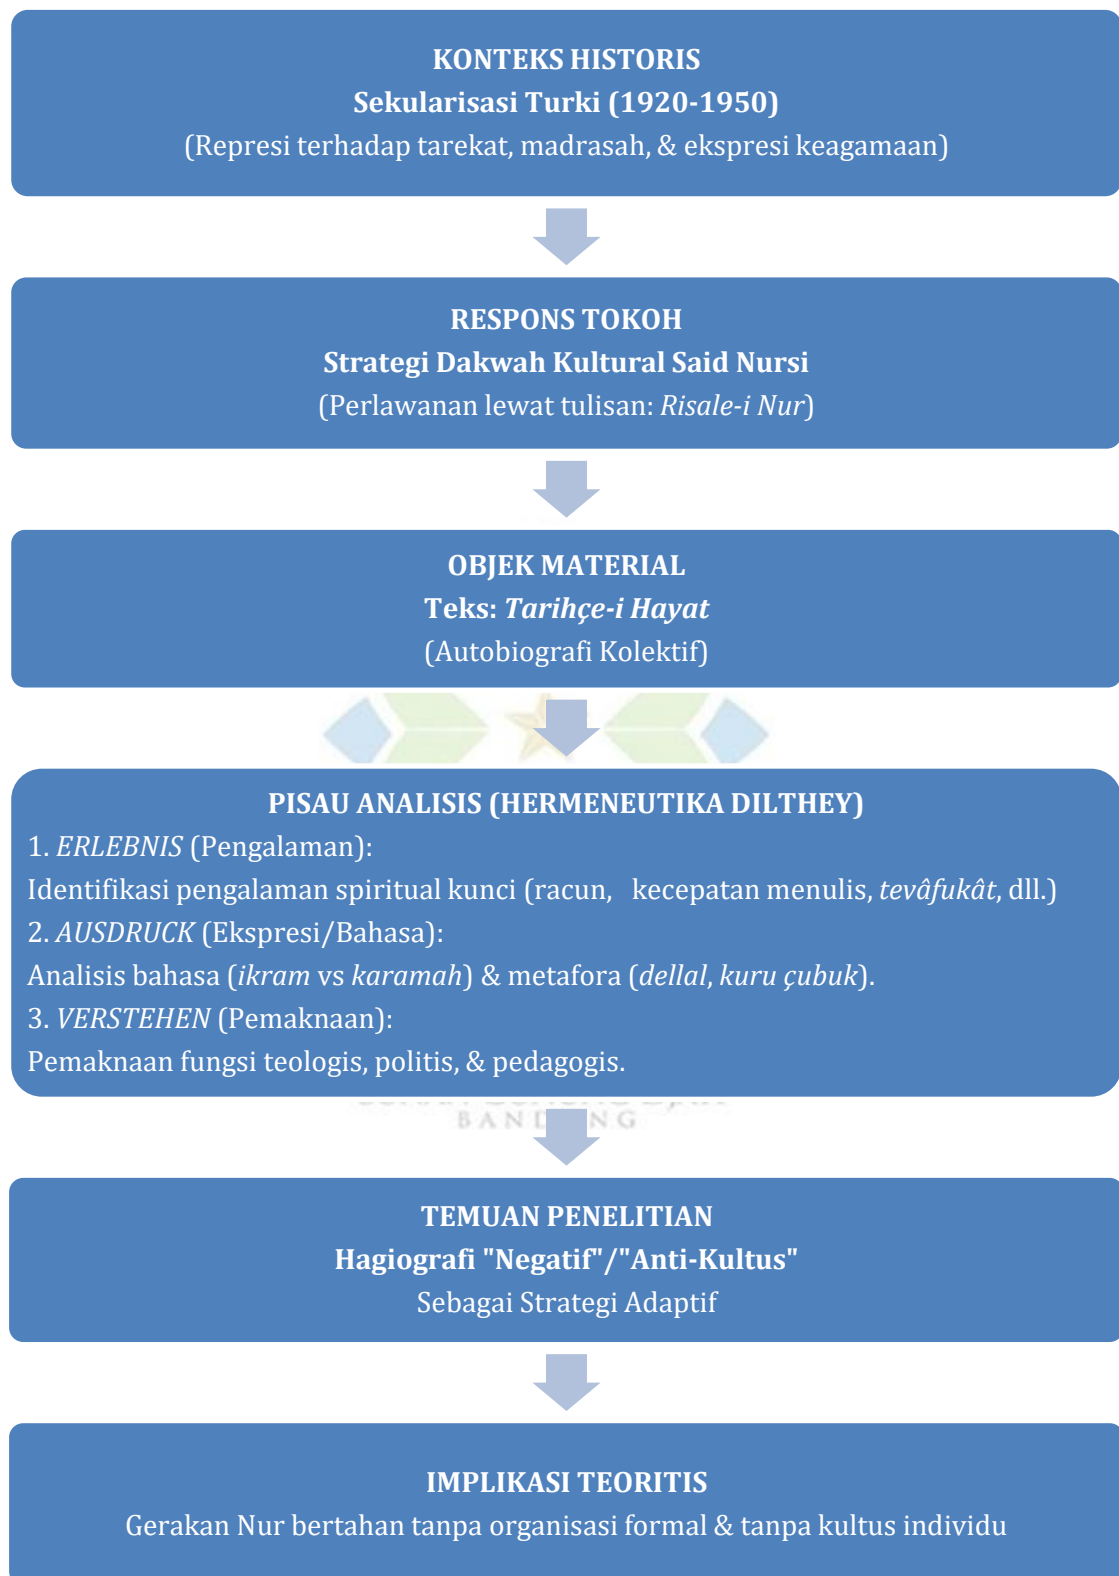 KONTEKS HISTORIS
Sekularisasi Turki (1920-1950)
(Represi terhadap tarekat, madrasah, & ekspresi keagamaan)
RESPONS TOKOH
Strategi Dakwah Kultural Said Nursi
(Perlawanan lewat tulisan: Risale-i Nur)
OBJEK MATERIAL
Teks: Tarihçe-i Hayat
(Autobiografi Kolektif)
PISAU ANALISIS (HERMENEUTIKA DILTHEY)
1. ERLEBNIS (Pengalaman):
Identifikasi pengalaman spiritual kunci (racun, kecepatan menulis, tevâfukât, dll.)
2. AUSDRUCK (Ekspresi/Bahasa):
Analisis bahasa (ikram vs karamah) & metafora (dellal, kuru çubuk).
3. VERSTEHEN (Pemaknaan):
Pemaknaan fungsi teologis, politis, & pedagogis.
TEMUAN PENELITIAN
Hagiografi "Negatif"/"Anti-Kultus"
Sebagai Strategi Adaptif
IMPLIKASI TEORITIS
Gerakan Nur bertahan tanpa organisasi formal & tanpa kultus individu